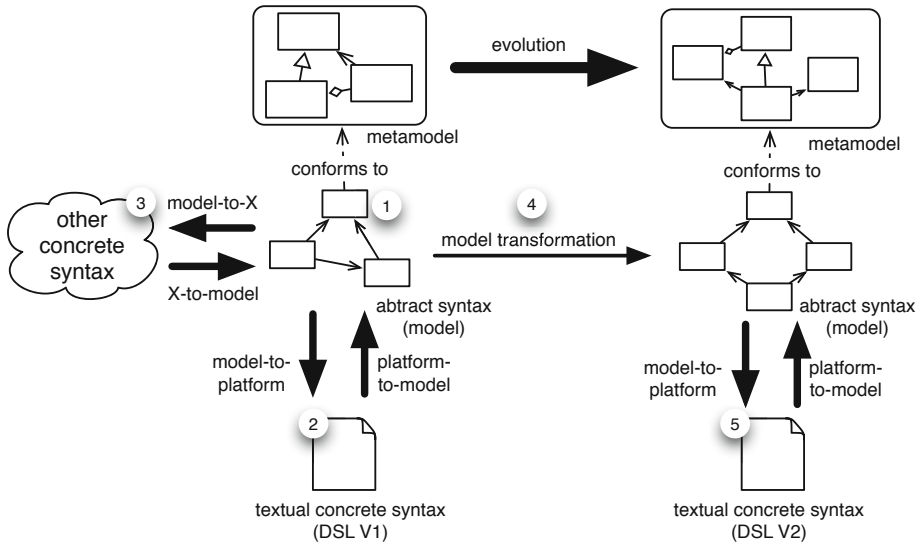 evolution
metamodel
metamodel
conforms to
conforms to
3
model-to-X
1
4
other
concrete
syntax
model transformation
X-to-model
abtract syntax
(model)
abtract syntax
(model)
model-to-
platform
platform-
to-model
model-to-
platform
platform-
to-model
2
5
textual concrete syntax
(DSL V1)
textual concrete syntax
(DSL V2)